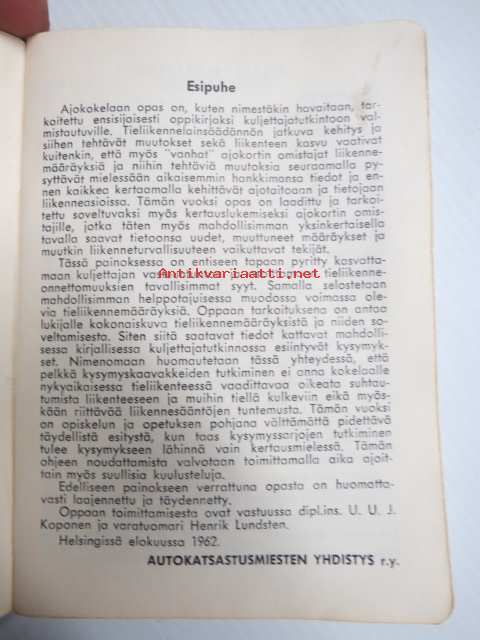 Esipuhe
Ajokokelaan opas on, kuten nimestäkin havaitaan, tar-
koitettu ensisijaisesti oppikirjaksi kuljettajatutkintoon val-
mistautuville. Tieliikennelainsäädännön jatkuva kehitys ja
siihen tehtävät muutokset sekä liikenteen kasvu vaativat
kuitenkin, että myös "vanhat" ajokortin omistajat liikenne-
määräyksiä ja niihin tehtäviä muutoksia seuraamalla py-
syttävät mielessään aikaisemmin hankkimansa tiedot ja en-
nen kaikkea kertaamalla kehittävät ajotaitoaan ja tietojaan
liikenneasioissa. Tämän vuoksi opas on laadittu ja tarkoi-
tettu soveltuvaksi myös kertauslukemiseksi ajokortin omis-
tajille, jotka täten myös mahdollisimman yksinkertaisella
tavalla saavat tietoonsa uudet, muuttuneet määräykset ja
muutkin liikenneturvallisuuteen vaikuttavat tekijät.
Tässä painoksessa on entiseen tapaan pyritty kasvatta-
maan kuljettajan tieliikenne-
Antikvariaatti.net
onnettomuuksien tavallisimmat syyt. Samalla selostetaan
mahdollisimman helppotajuisessa muodossa voimassa ole-
via tieliikennemääräyksiä. Oppaan tarkoituksena on antaa
lukijalle kokonaiskuva tieliikennemääräyksistä ja niiden so-
veltamisesta. Siten siitä saatavat tiedot kattavat mahdolli-
sessa kirjallisessa kuljettajatutkinnossa esiintyvät kysymyk-
set. Nimenomaan huomautetaan tässä yhteydessä, että
pelkkä kysymyskaavakkeiden tutkiminen ei anna kokelaalle
nykyaikaisessa tieliikenteessä vaadittavaa oikeata suhtau-
tumista liikenteeseen ja muihin tiellä kulkeviin eikä myös-
kään riittävää liikennesääntöjen tuntemusta. Tämän vuoksi
on opiskelun ja opetuksen pohjana välttämättä pidettävä
täydellistä esitystä, kun taas kysymyssarjojen tutkiminen
tulee kysymykseen lähinnä vain kertausmielessä. Tämän
ohjeen noudattamista valvotaan toimittamalla aika ajoit-
tain myös suullisia kuulusteluja.
Edelliseen painokseen verrattuna opasta on huomatta-
vasti laajennettu ja täydennetty.
Oppaan toimittamisesta ovat vastuussa dipl.ins. U. U. J.
Koponen ja varatuomari Henrik Lundsten.
Helsingissä elokuussa 1962.
AUTOKATSASTUSMIESTEN YHDISTYS r.y.